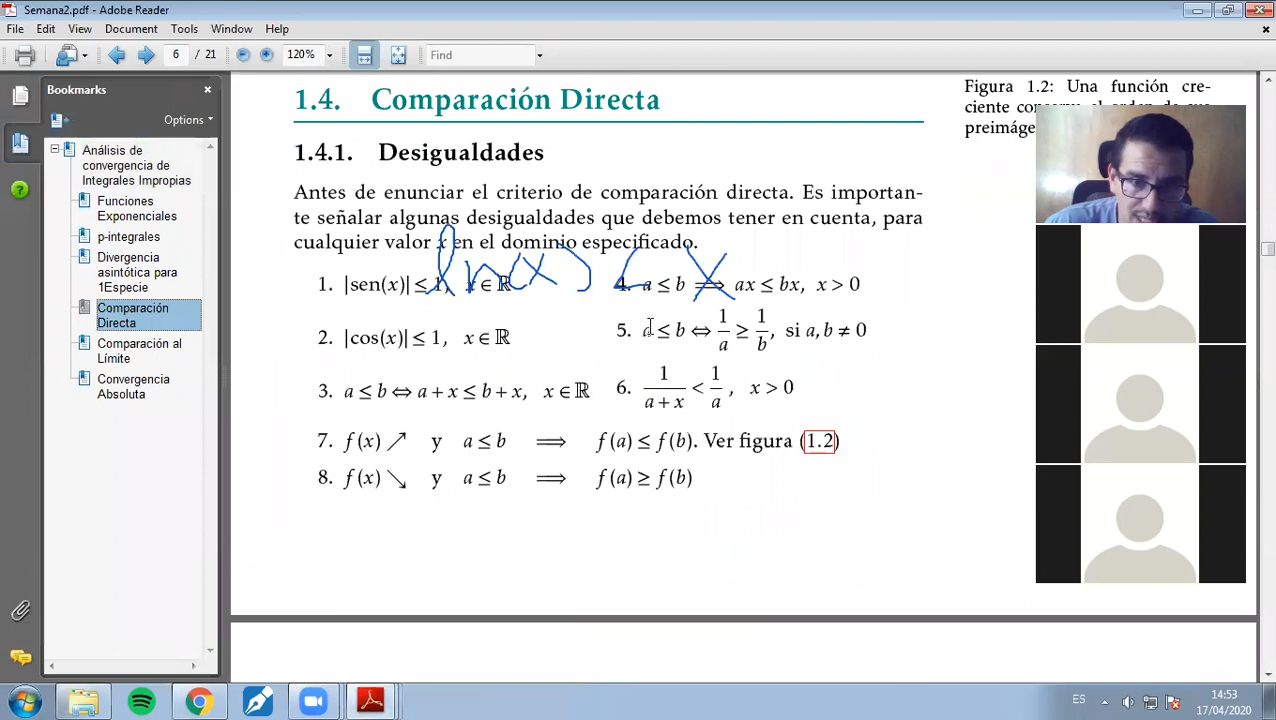 Semana2.pdf - Adobe Reader
File Edit View Document Tools Window Help
6 / 21 120% Find
Bookmarks
Options
Análisis de convergencia de Integrales Impropias
Funciones Exponenciales
p-integrales
Divergencia asintótica para 1Especie
Comparación Directa
Comparación al Límite
Convergencia Absoluta
1.4. Comparación Directa
1.4.1. Desigualdades
Antes de enunciar el criterio de comparación directa. Es importan-
te señalar algunas desigualdades que debemos tener en cuenta, para
cualquier valor x en el dominio especificado.
ln(x) < x
1. |sen(x)| ≤ 1, x ∈ ℝ
2. |cos(x)| ≤ 1, x ∈ ℝ
3. a ≤ b ⇔ a + x ≤ b + x, x ∈ ℝ
4. a ≤ b ⟹ ax ≤ bx, x > 0
5. a ≤ b ⇔ 1/a ≥ 1/b, si a, b ≠ 0
6. 1/(a + x) < 1/a, x > 0
7. f(x) ↗ y a ≤ b ⟹ f(a) ≤ f(b). Ver figura (1.2)
8. f(x) ↘ y a ≤ b ⟹ f(a) ≥ f(b)
Figura 1.2: Una función cre-
ciente
preimáge
ES
14:53
17/04/2020